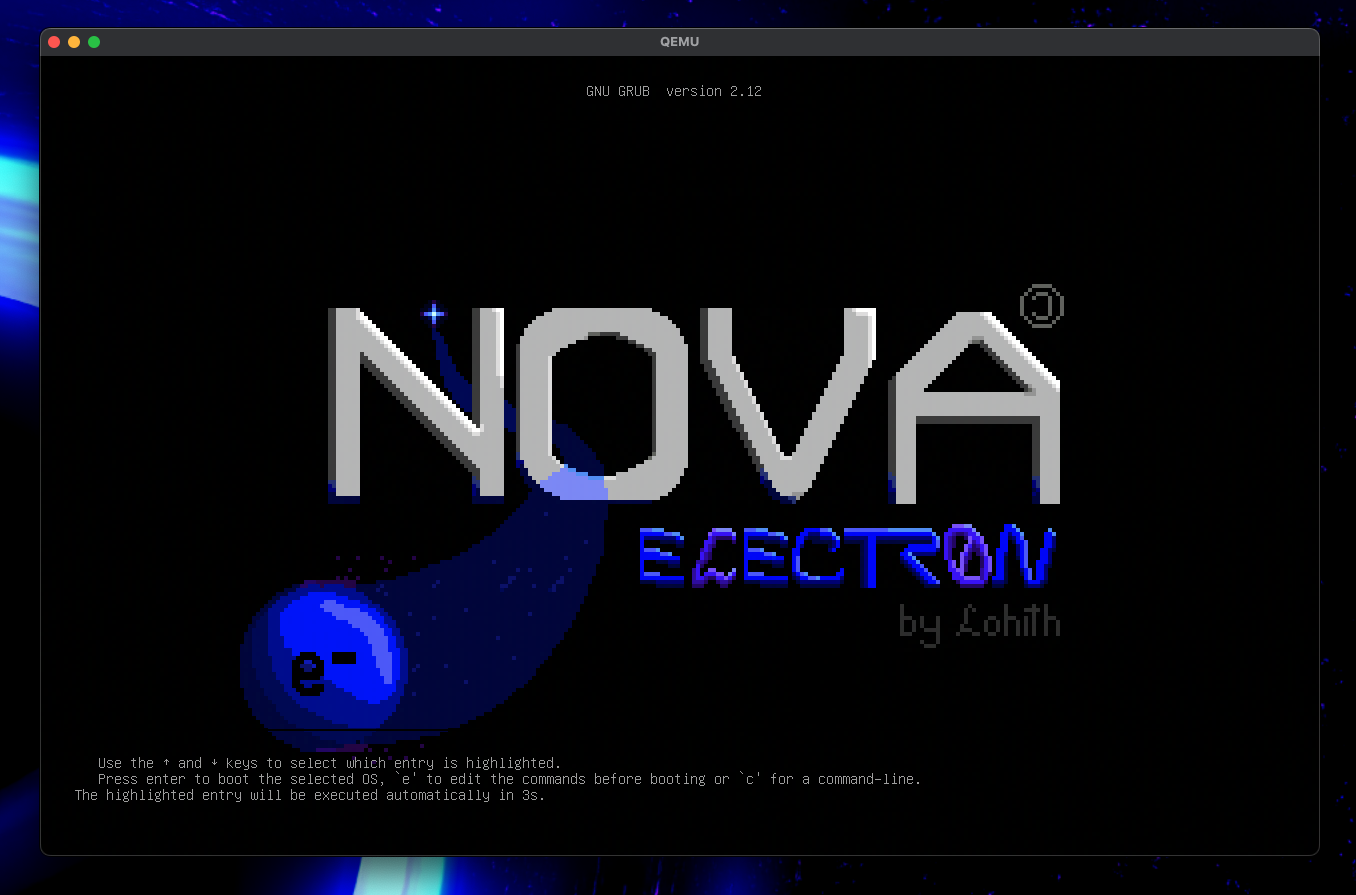 QEMU
GNU GRUB  version 2.12
NOVA
ELECTRON
by Lohith
e-
Use the ↑ and ↓ keys to select which entry is highlighted.
Press enter to boot the selected OS, `e' to edit the commands before booting or `c' for a command-line.
The highlighted entry will be executed automatically in 3s.